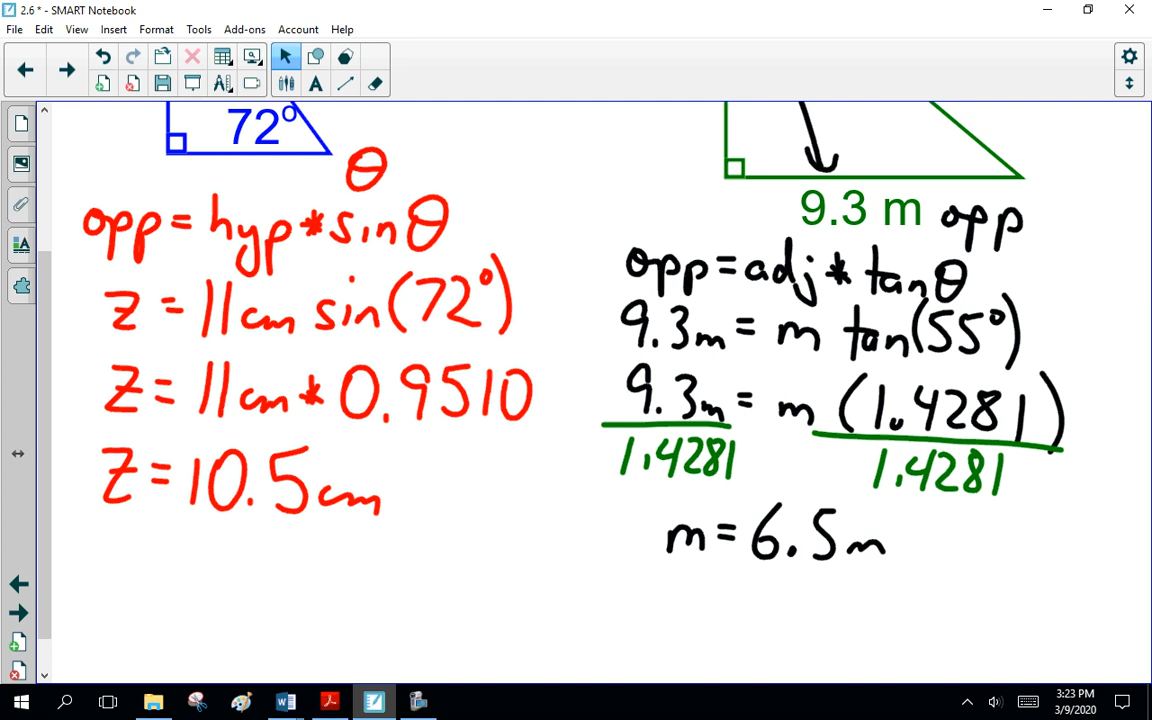 2.6 * - SMART Notebook
File Edit View Insert Format Tools Add-ons Account Help
72°
θ
opp = hyp * sin θ
z = 11cm sin(72°)
z = 11cm * 0.9510
z = 10.5cm
9.3 m opp
opp = adj * tan θ
9.3m = m tan(55°)
9.3m = m (1.4281)
1.4281 1.4281
m = 6.5m
3:23 PM
3/9/2020